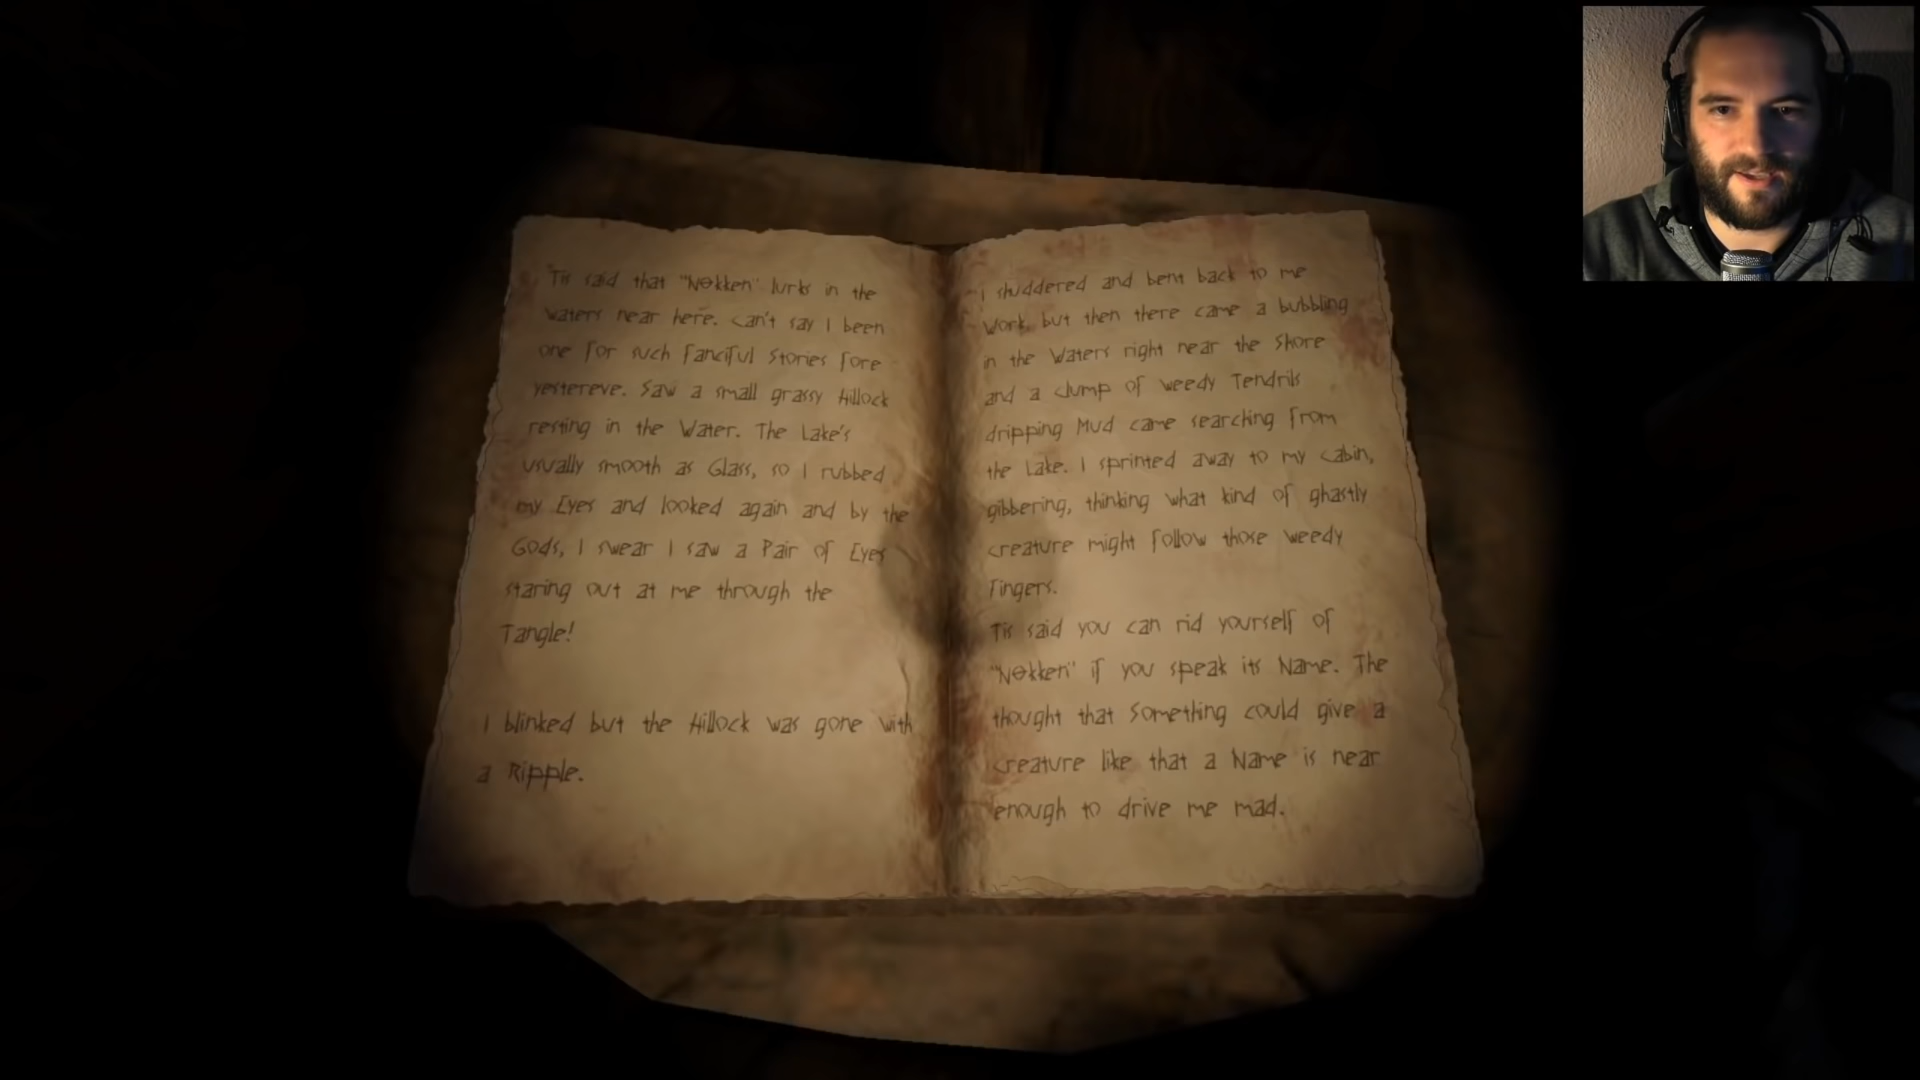 Tis said that "Nøkken" lurks in the
waters near here. Can't say I been
one for such fanciful Stories fore
yestereve. Saw a small grassy Hillock
resting in the Water. The Lake's
usually smooth as Glass, so I rubbed
my Eyes and looked again and by the
Gods, I swear I saw a Pair of Eyes
staring out at me through the
Tangle!
I blinked but the Hillock was gone with
a Ripple.
I shuddered and bent back to me
Work, but then there came a bubbling
in the Waters right near the Shore
and a clump of weedy Tendrils
dripping Mud came searching from
the Lake. I sprinted away to my cabin,
gibbering, thinking what kind of ghastly
creature might follow those weedy
Fingers.
Tis said you can rid yourself of
"Nøkken" if you speak its Name. The
thought that Something could give a
creature like that a Name is near
enough to drive me mad.